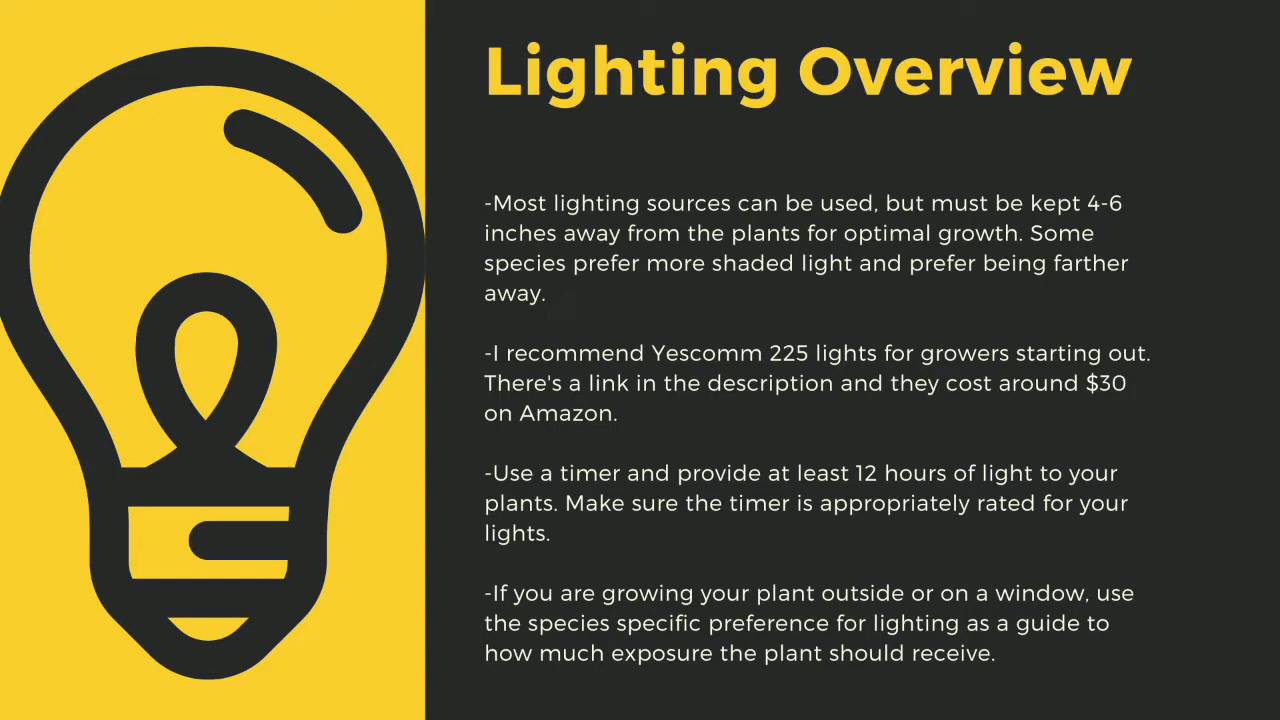 Lighting Overview
-Most lighting sources can be used, but must be kept 4-6
inches away from the plants for optimal growth. Some
species prefer more shaded light and prefer being farther
away.
-I recommend Yescomm 225 lights for growers starting out.
There's a link in the description and they cost around $30
on Amazon.
-Use a timer and provide at least 12 hours of light to your
plants. Make sure the timer is appropriately rated for your
lights.
-If you are growing your plant outside or on a window, use
the species specific preference for lighting as a guide to
how much exposure the plant should receive.